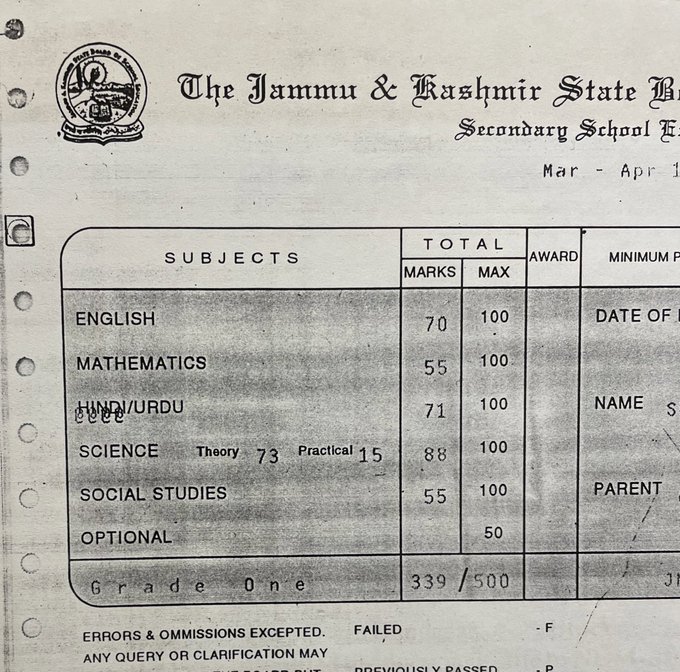 The Jammu & Kashmir State
Secondary School
Mar - Apr
SUBJECTS TOTAL AWARD MINIMUM
MARKS MAX
ENGLISH 70 100 DATE OF
MATHEMATICS 55 100
HINDI/URDU 71 100 NAME S
@@@@
SCIENCE Theory 73 Practical 15 88 100
SOCIAL STUDIES 55 100 PARENT
OPTIONAL 50
Grade One 339/500
ERRORS & OMMISSIONS EXCEPTED. FAILED - F
ANY QUERY OR CLARIFICATION MAY
PREVIOUSLY PASSED - P